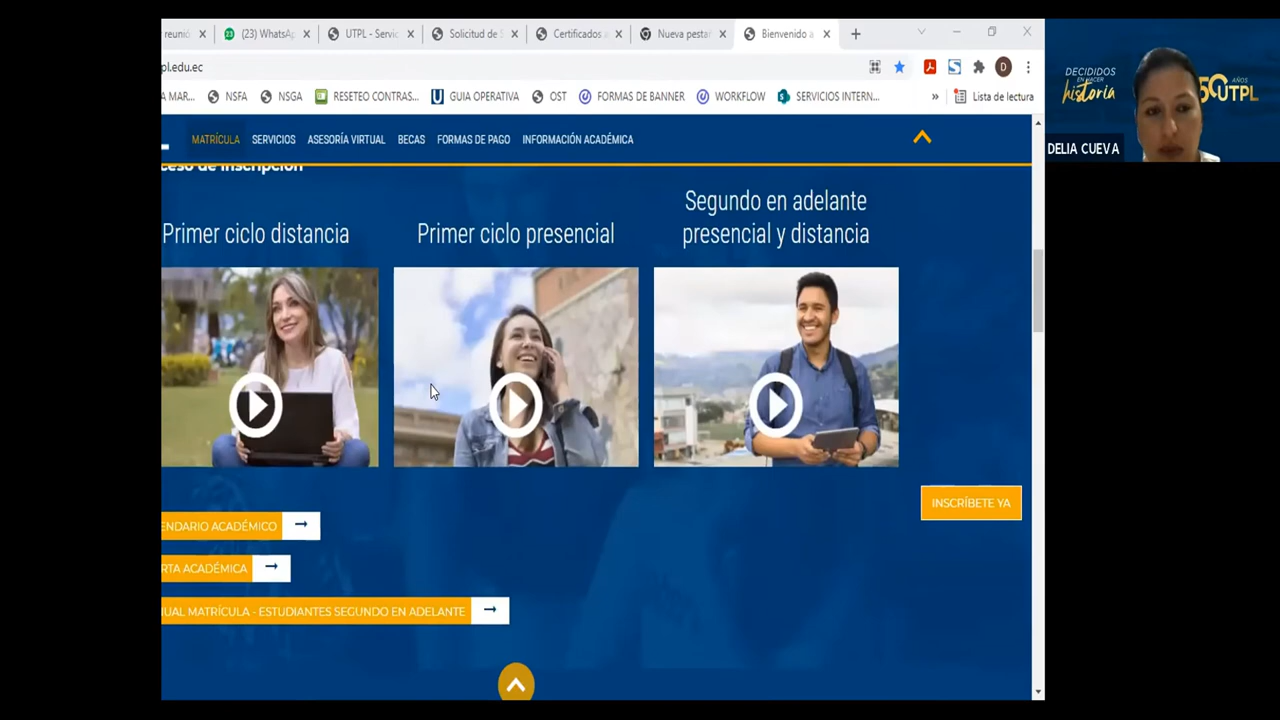 reunió
(23) WhatsAp
UTPL - Servic
Solicitud de S
Certificados a
Nueva pestañ
Bienvenido a
pl.edu.ec
A MAR...
NSFA
NSGA
RESETEO CONTRAS...
GUIA OPERATIVA
OST
FORMAS DE BANNER
WORKFLOW
SERVICIOS INTERN...
»
Lista de lectura
MATRÍCULA
SERVICIOS
ASESORÍA VIRTUAL
BECAS
FORMAS DE PAGO
INFORMACIÓN ACADÉMICA
ceso de inscripción
Primer ciclo distancia
Primer ciclo presencial
Segundo en adelante
presencial y distancia
INSCRÍBETE YA
ENDARIO ACADÉMICO
RTA ACADÉMICA
UAL MATRÍCULA - ESTUDIANTES SEGUNDO EN ADELANTE
DECIDIDOS
EN HACER
historia
50 AÑOS
UTPL
DELIA CUEVA